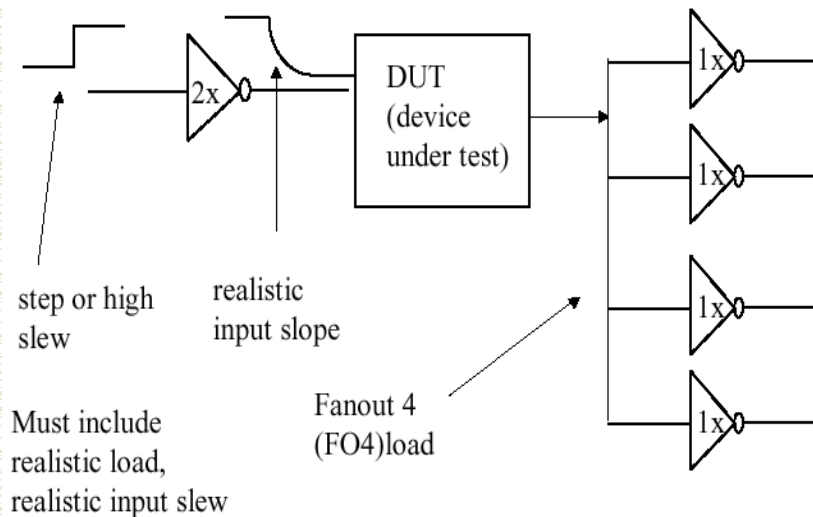 2x
DUT
(device
under test)
1x
1x
1x
1x
step or high
slew
realistic
input slope
Fanout 4
(FO4)load
Must include
realistic load,
realistic input slew